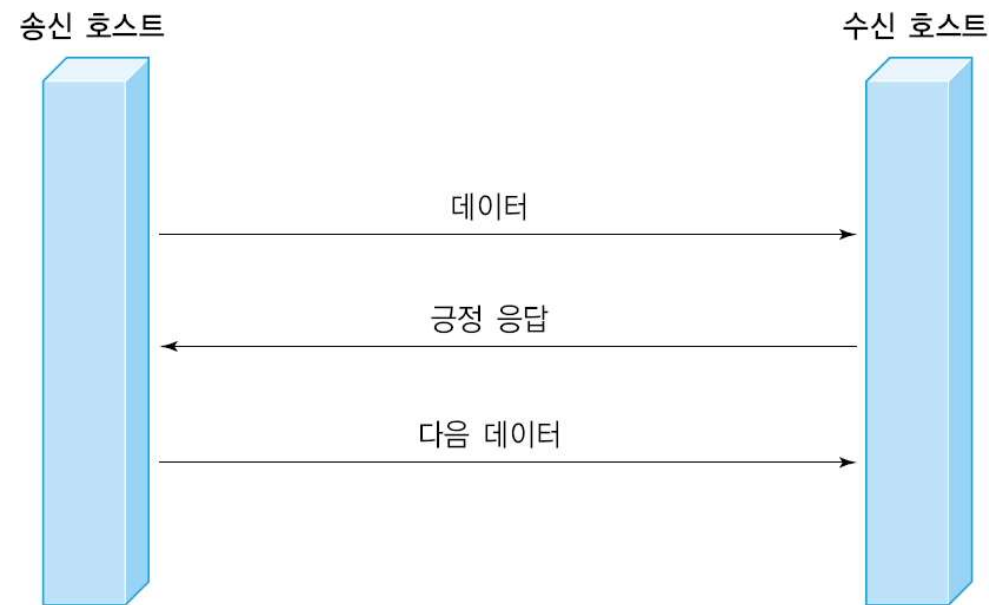 송신 호스트
수신 호스트
데이터
긍정 응답
다음 데이터